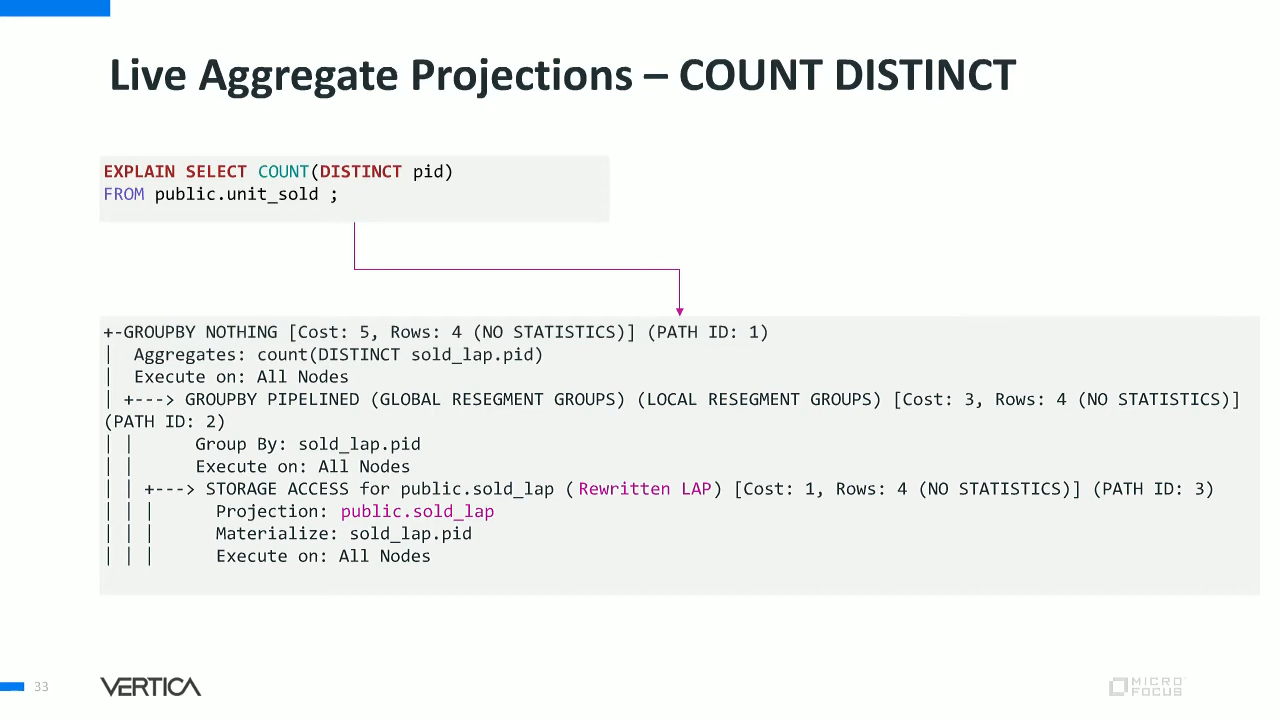 Live Aggregate Projections – COUNT DISTINCT
EXPLAIN SELECT COUNT(DISTINCT pid)
FROM public.unit_sold ;
+-GROUPBY NOTHING [Cost: 5, Rows: 4 (NO STATISTICS)] (PATH ID: 1)
|  Aggregates: count(DISTINCT sold_lap.pid)
|  Execute on: All Nodes
| +---> GROUPBY PIPELINED (GLOBAL RESEGMENT GROUPS) (LOCAL RESEGMENT GROUPS) [Cost: 3, Rows: 4 (NO STATISTICS)]
(PATH ID: 2)
| |      Group By: sold_lap.pid
| |      Execute on: All Nodes
| | +---> STORAGE ACCESS for public.sold_lap (Rewritten LAP) [Cost: 1, Rows: 4 (NO STATISTICS)] (PATH ID: 3)
| | |      Projection: public.sold_lap
| | |      Materialize: sold_lap.pid
| | |      Execute on: All Nodes
33
VERTICA
MICRO
FOCUS